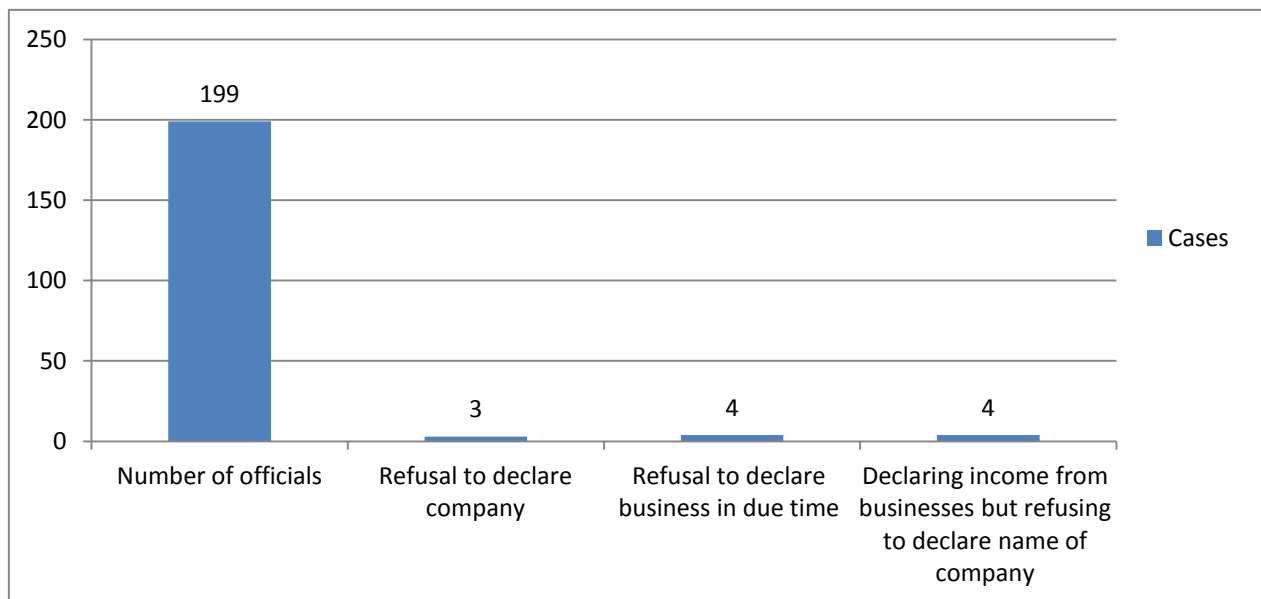 250
200
150
100
50
0
199
3
4
4
Number of officials
Refusal to declare
company
Refusal to declare
business in due time
Declaring income from
businesses but refusing
to declare name of
company
Cases